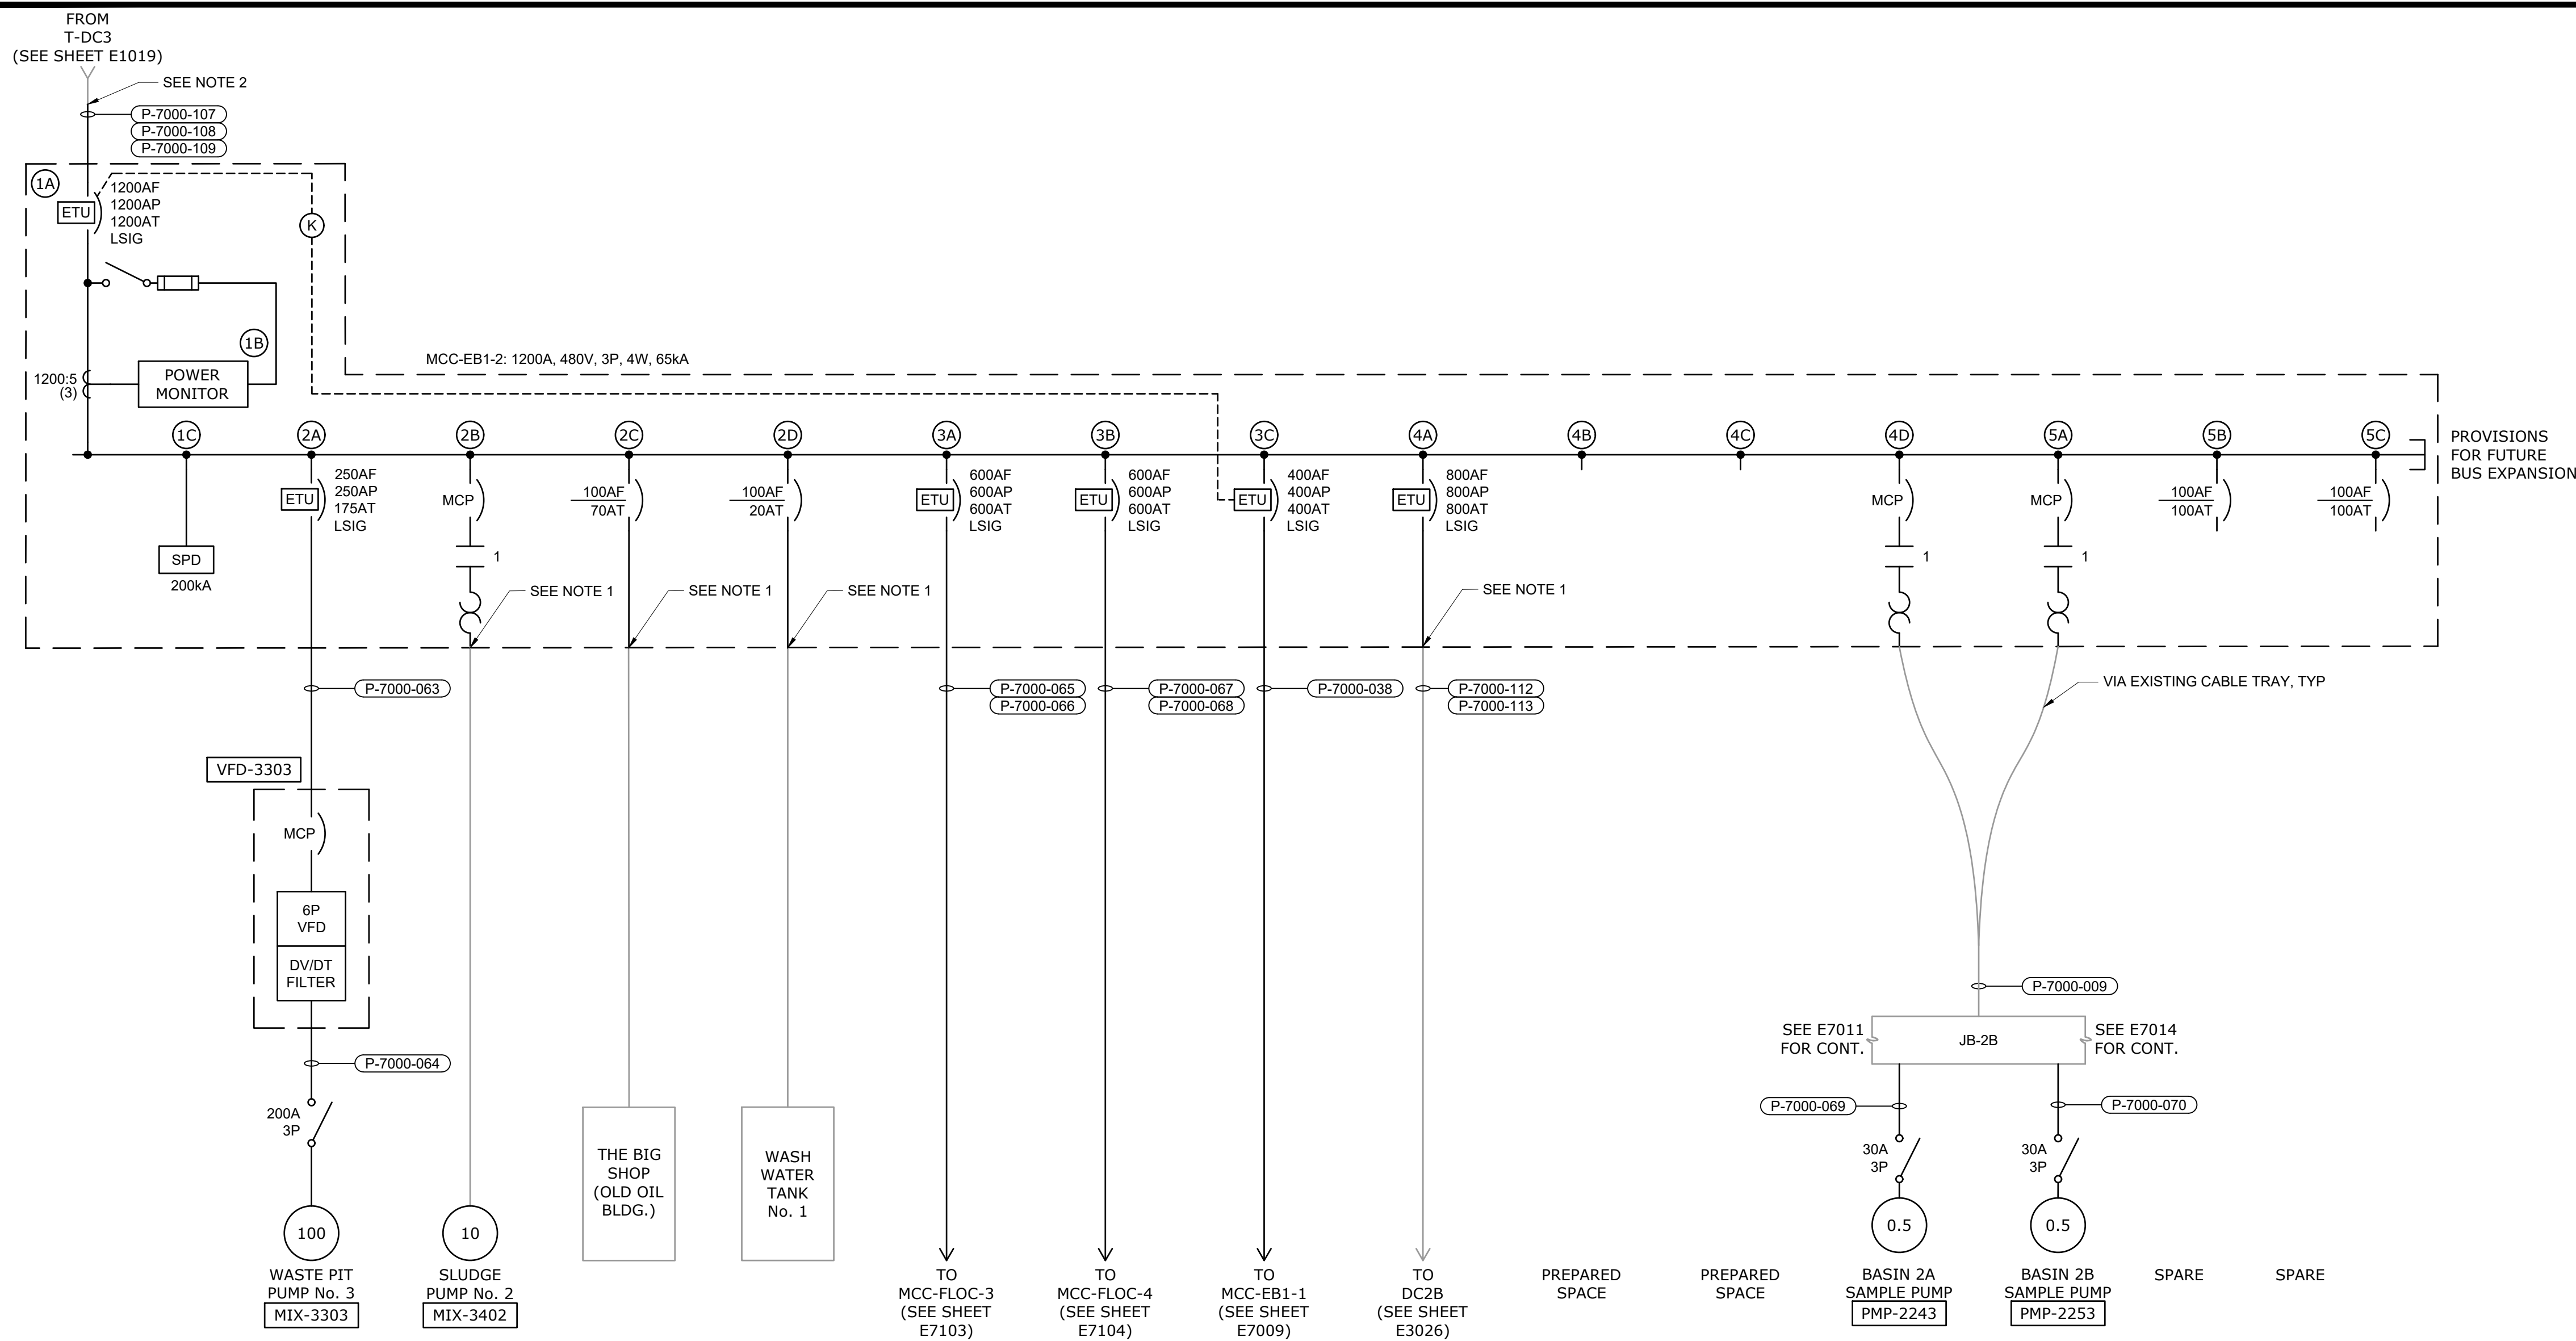 FROM
T-DC3
(SEE SHEET E1019)
SEE NOTE 2
P-7000-107
P-7000-108
P-7000-109
1A
ETU
1200AF
1200AP
1200AT
LSIG
K
1B
1200:5
(3)
POWER
MONITOR
MCC-EB1-2: 1200A, 480V, 3P, 4W, 65kA
1C
2A
2B
2C
2D
3A
3B
3C
4A
4B
4C
4D
5A
5B
5C
PROVISIONS
FOR FUTURE
BUS EXPANSION
SPD
200kA
ETU
250AF
250AP
175AT
LSIG
MCP
1
SEE NOTE 1
100AF
70AT
SEE NOTE 1
100AF
20AT
SEE NOTE 1
ETU
600AF
600AP
600AT
LSIG
ETU
600AF
600AP
600AT
LSIG
ETU
400AF
400AP
400AT
LSIG
ETU
800AF
800AP
800AT
LSIG
SEE NOTE 1
MCP
1
MCP
1
100AF
100AT
100AF
100AT
P-7000-063
P-7000-065
P-7000-066
P-7000-067
P-7000-068
P-7000-038
P-7000-112
P-7000-113
VIA EXISTING CABLE TRAY, TYP
VFD-3303
MCP
6P
VFD
DV/DT
FILTER
P-7000-064
200A
3P
P-7000-009
SEE E7011
FOR CONT.
JB-2B
SEE E7014
FOR CONT.
P-7000-069
P-7000-070
30A
3P
30A
3P
100
WASTE PIT
PUMP No. 3
MIX-3303
10
SLUDGE
PUMP No. 2
MIX-3402
THE BIG
SHOP
(OLD OIL
BLDG.)
WASH
WATER
TANK
No. 1
TO
MCC-FLOC-3
(SEE SHEET
E7103)
TO
MCC-FLOC-4
(SEE SHEET
E7104)
TO
MCC-EB1-1
(SEE SHEET
E7009)
TO
DC2B
(SEE SHEET
E3026)
PREPARED
SPACE
PREPARED
SPACE
0.5
BASIN 2A
SAMPLE PUMP
PMP-2243
0.5
BASIN 2B
SAMPLE PUMP
PMP-2253
SPARE
SPARE